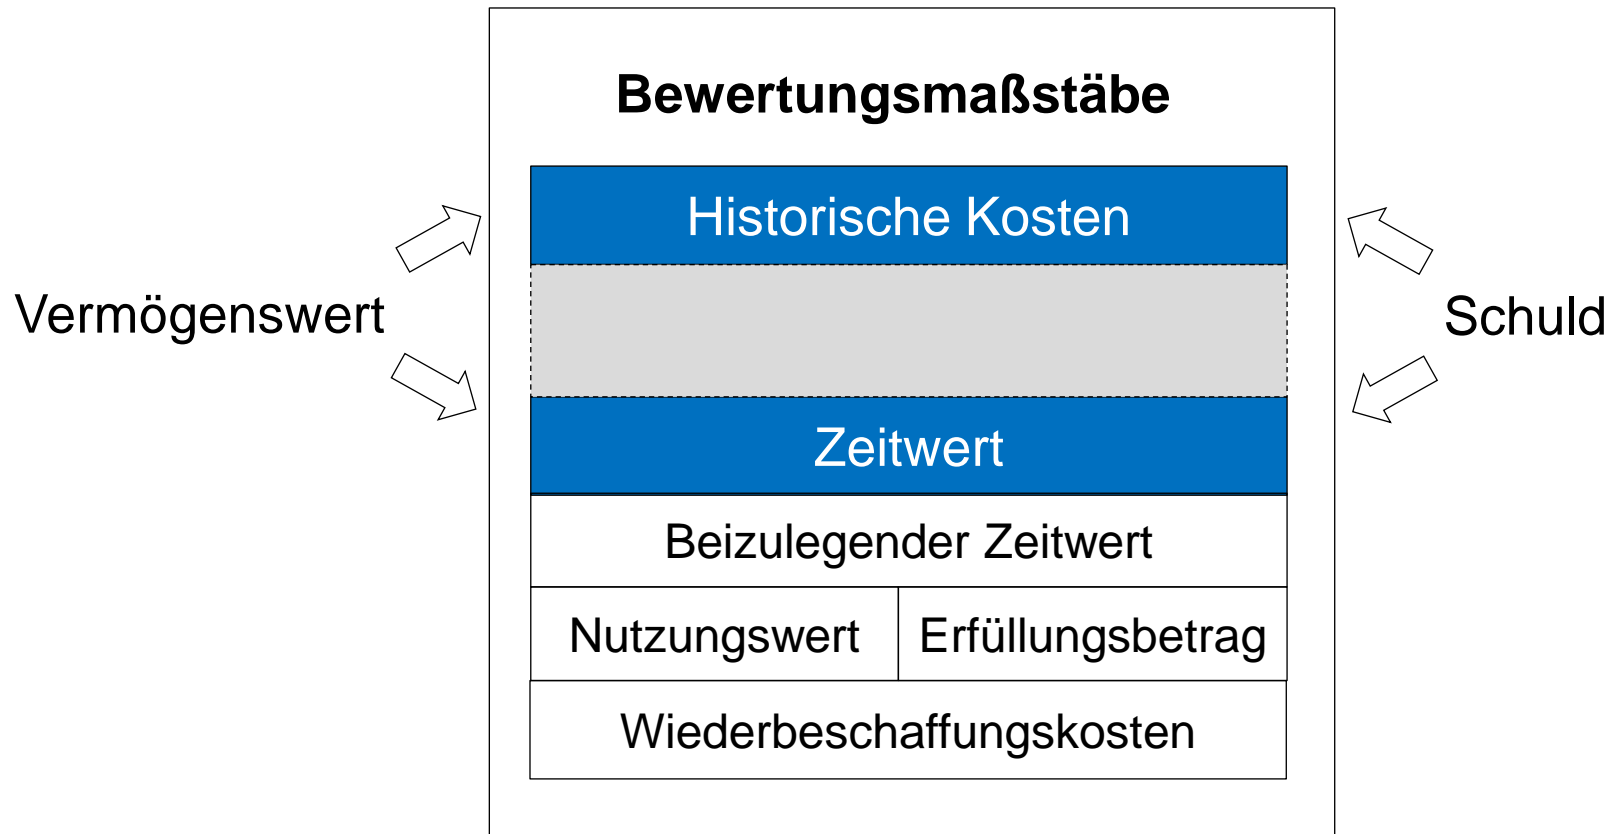 Bewertungsmaßstäbe
Historische Kosten
Vermögenswert
Schuld
Zeitwert
Beizulegender Zeitwert
Nutzungswert
Erfüllungsbetrag
Wiederbeschaffungskosten